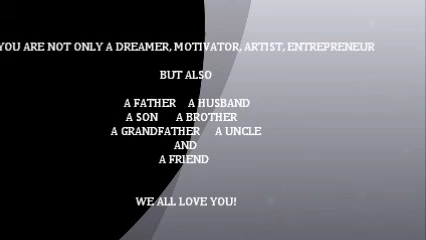 YOU ARE NOT ONLY A DREAMER, MOTIVATOR, ARTIST, ENTREPRENEUR
BUT ALSO
A FATHER A HUSBAND
A SON A BROTHER
A GRANDFATHER A UNCLE
AND
A FRIEND
WE ALL LOVE YOU!